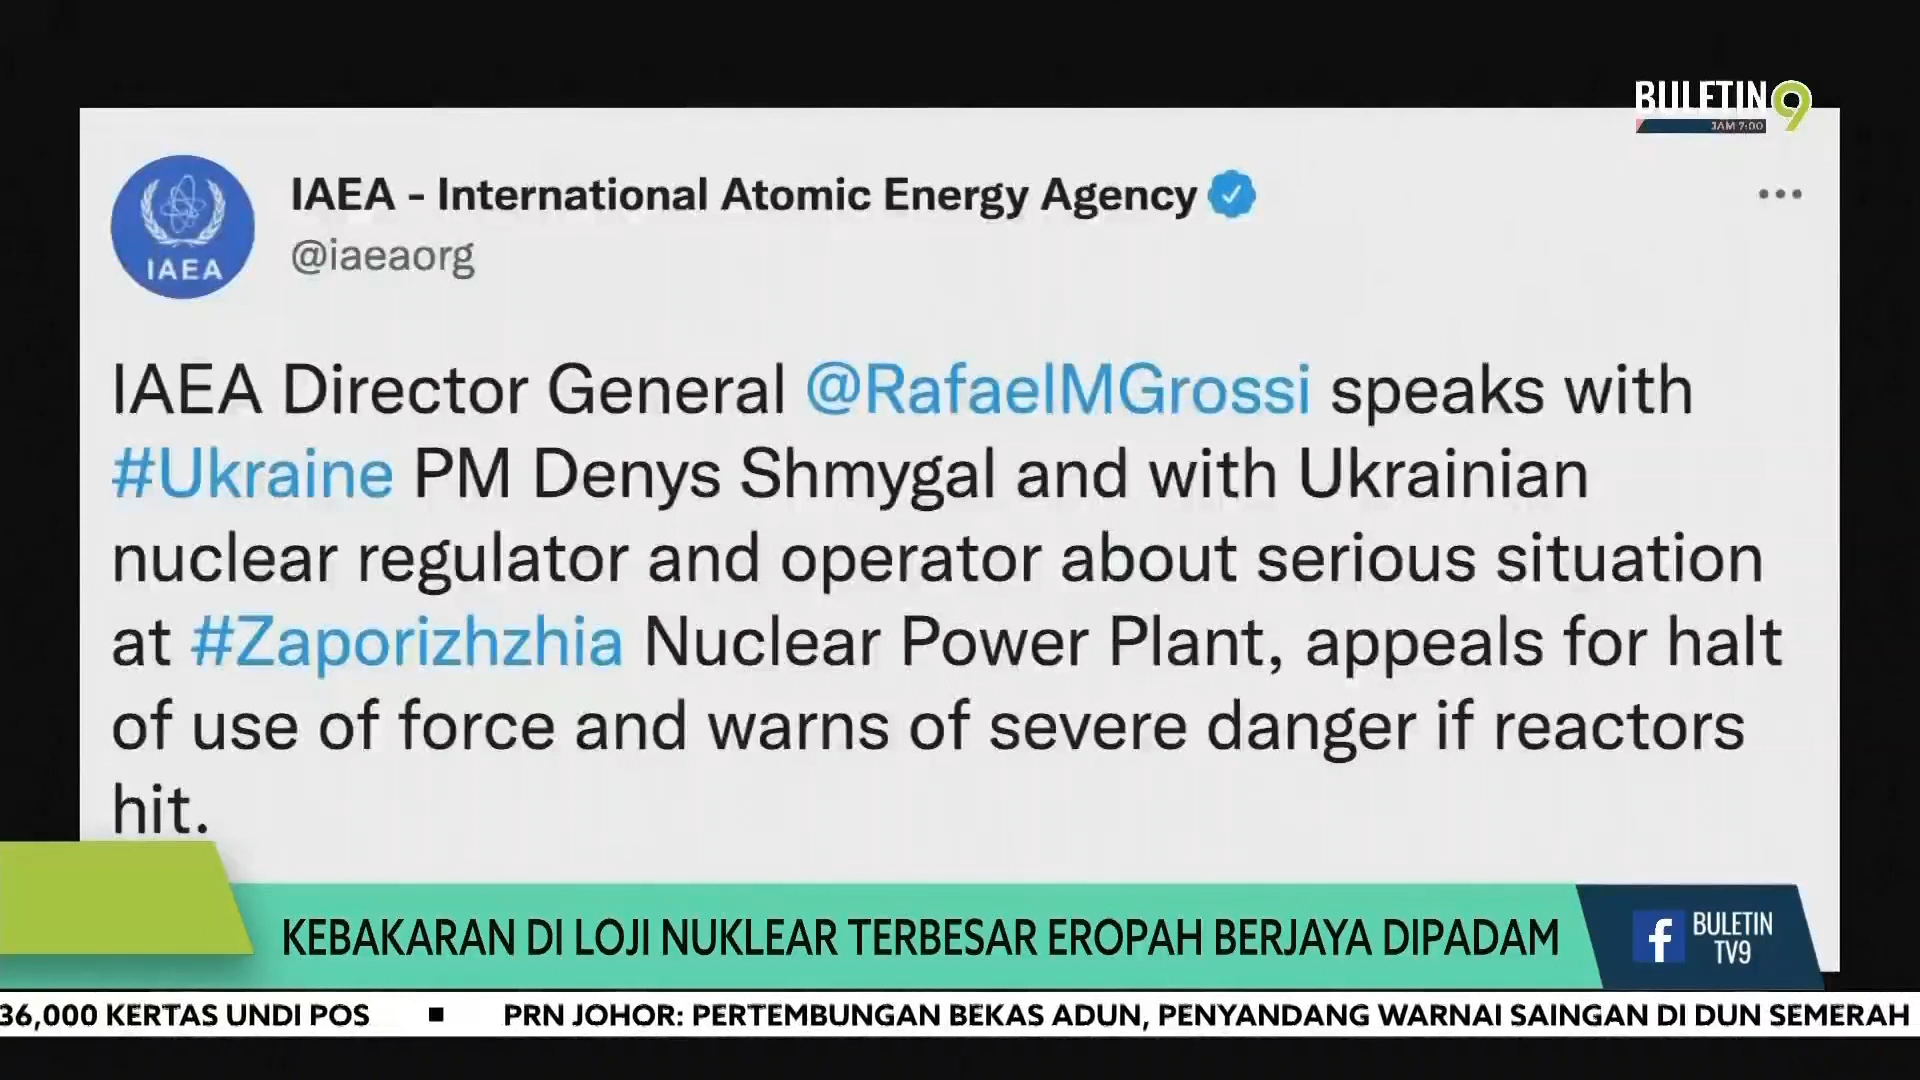 BULETIN 9
JAM 7:00
IAEA - International Atomic Energy Agency
@iaeaorg
IAEA
IAEA Director General @RafaelMGrossi speaks with
#Ukraine PM Denys Shmygal and with Ukrainian
nuclear regulator and operator about serious situation
at #Zaporizhzhia Nuclear Power Plant, appeals for halt
of use of force and warns of severe danger if reactors
hit.
KEBAKARAN DI LOJI NUKLEAR TERBESAR EROPAH BERJAYA DIPADAM
f BULETIN
TV9
36,000 KERTAS UNDI POS ■ PRN JOHOR: PERTEMBUNGAN BEKAS ADUN, PENYANDANG WARNAI SAINGAN DI DUN SEMERAH